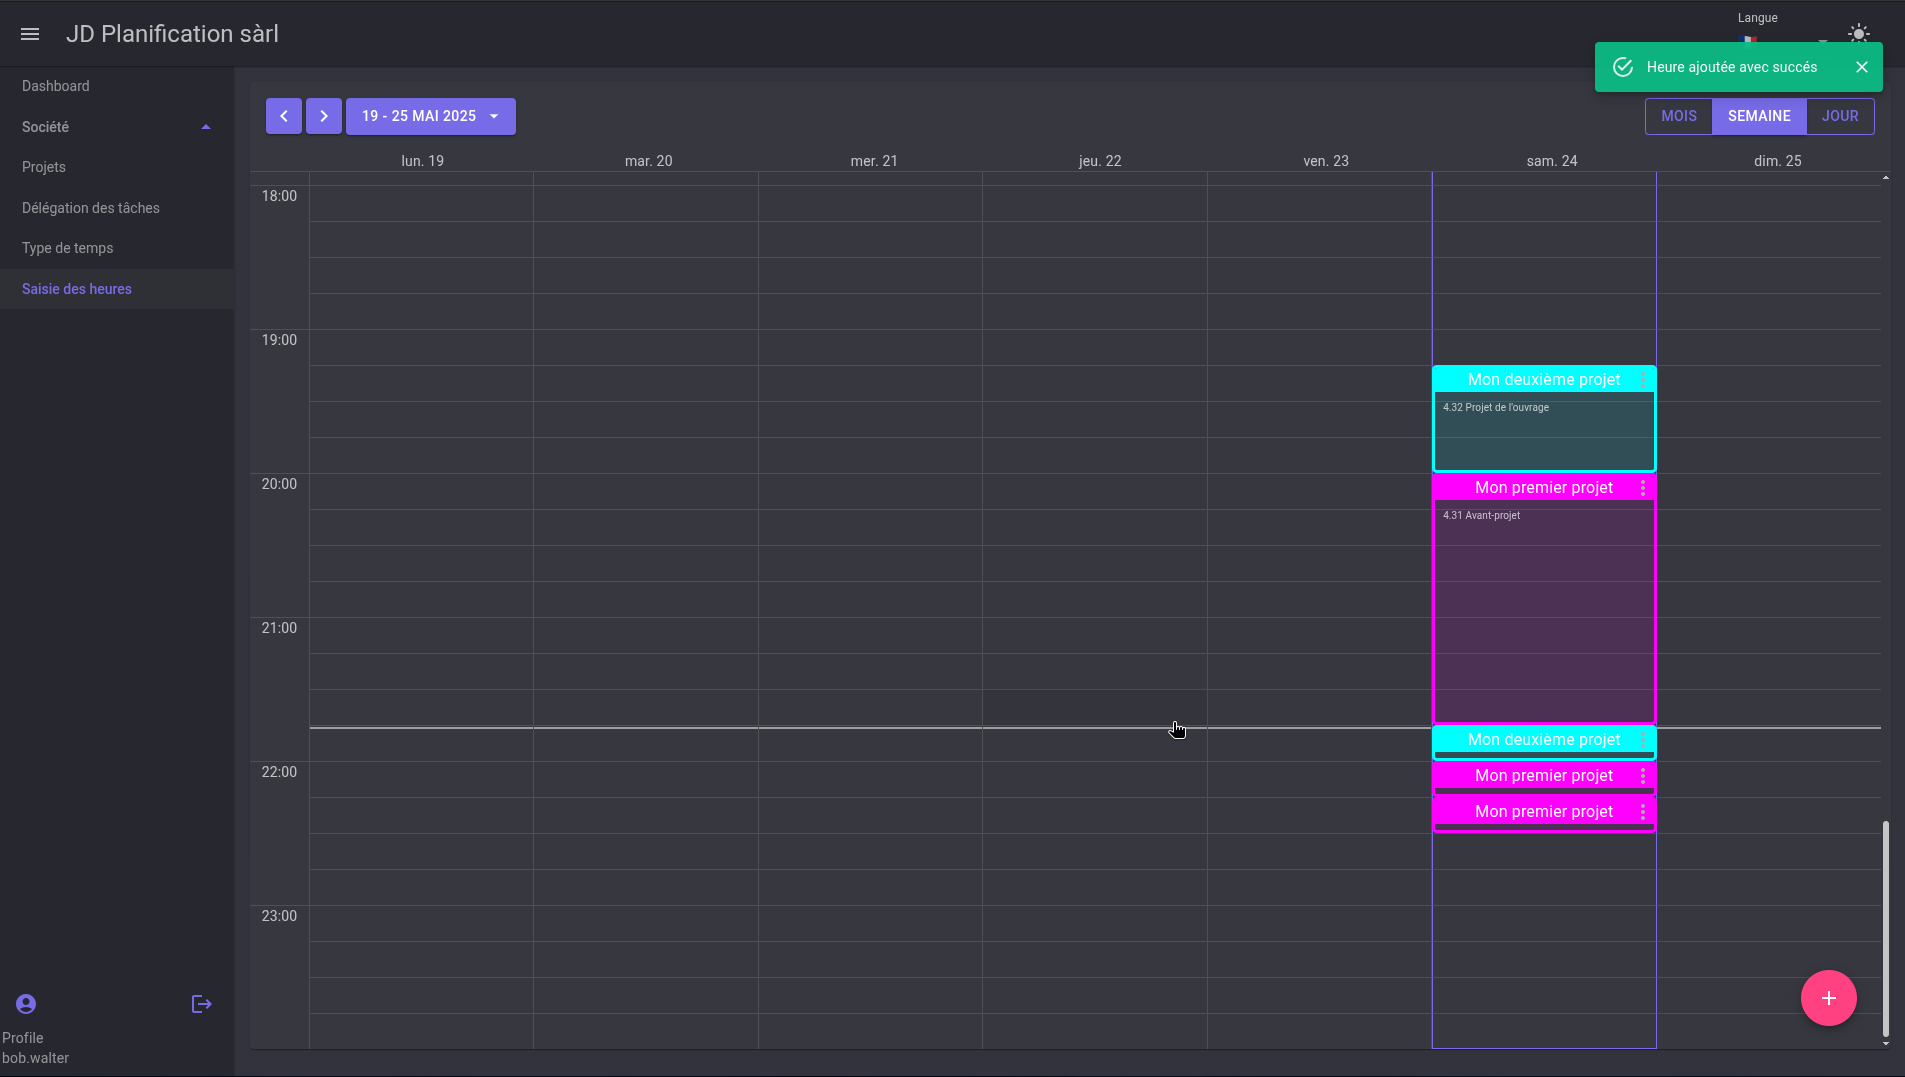 JD Planification sàrl
Langue
Heure ajoutée avec succés
Dashboard
Société
Projets
Délégation des tâches
Type de temps
Saisie des heures
19 - 25 MAI 2025
MOIS
SEMAINE
JOUR
lun. 19
mar. 20
mer. 21
jeu. 22
ven. 23
sam. 24
dim. 25
18:00
19:00
Mon deuxième projet
4.32 Projet de l'ouvrage
20:00
Mon premier projet
4.31 Avant-projet
21:00
Mon deuxième projet
22:00
Mon premier projet
Mon premier projet
23:00
Profile
bob.walter